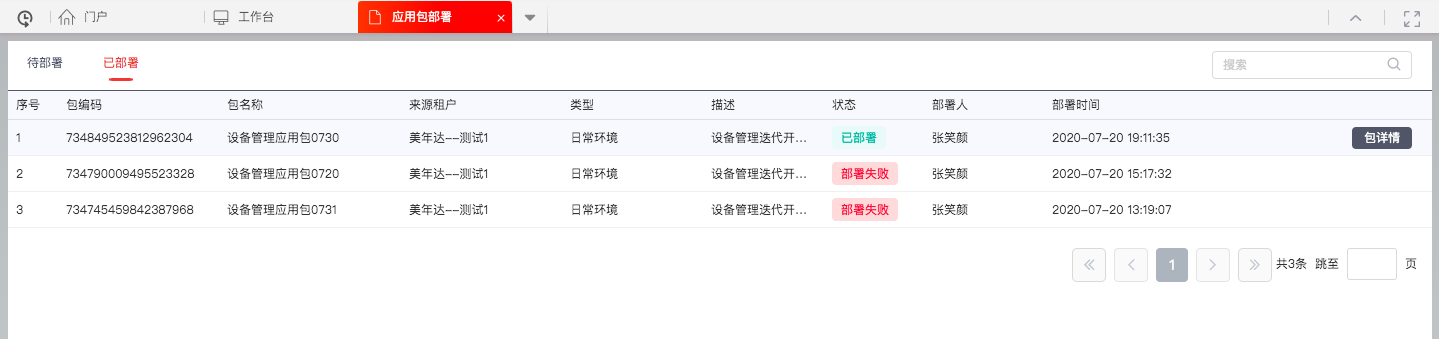 门户 工作台 应用包部署
待部署 已部署 搜索
序号 包编码 包名称 来源租户 类型 描述 状态 部署人 部署时间
1 734849523812962304 设备管理应用包0730 美年达--测试1 日常环境 设备管理迭代开... 已部署 张笑颜 2020-07-20 19:11:35 包详情
2 734790009495523328 设备管理应用包0720 美年达--测试1 日常环境 设备管理迭代开... 部署失败 张笑颜 2020-07-20 15:17:32
3 734745459842387968 设备管理应用包0731 美年达--测试1 日常环境 设备管理迭代开... 部署失败 张笑颜 2020-07-20 13:19:07
1 共3条 跳至 页